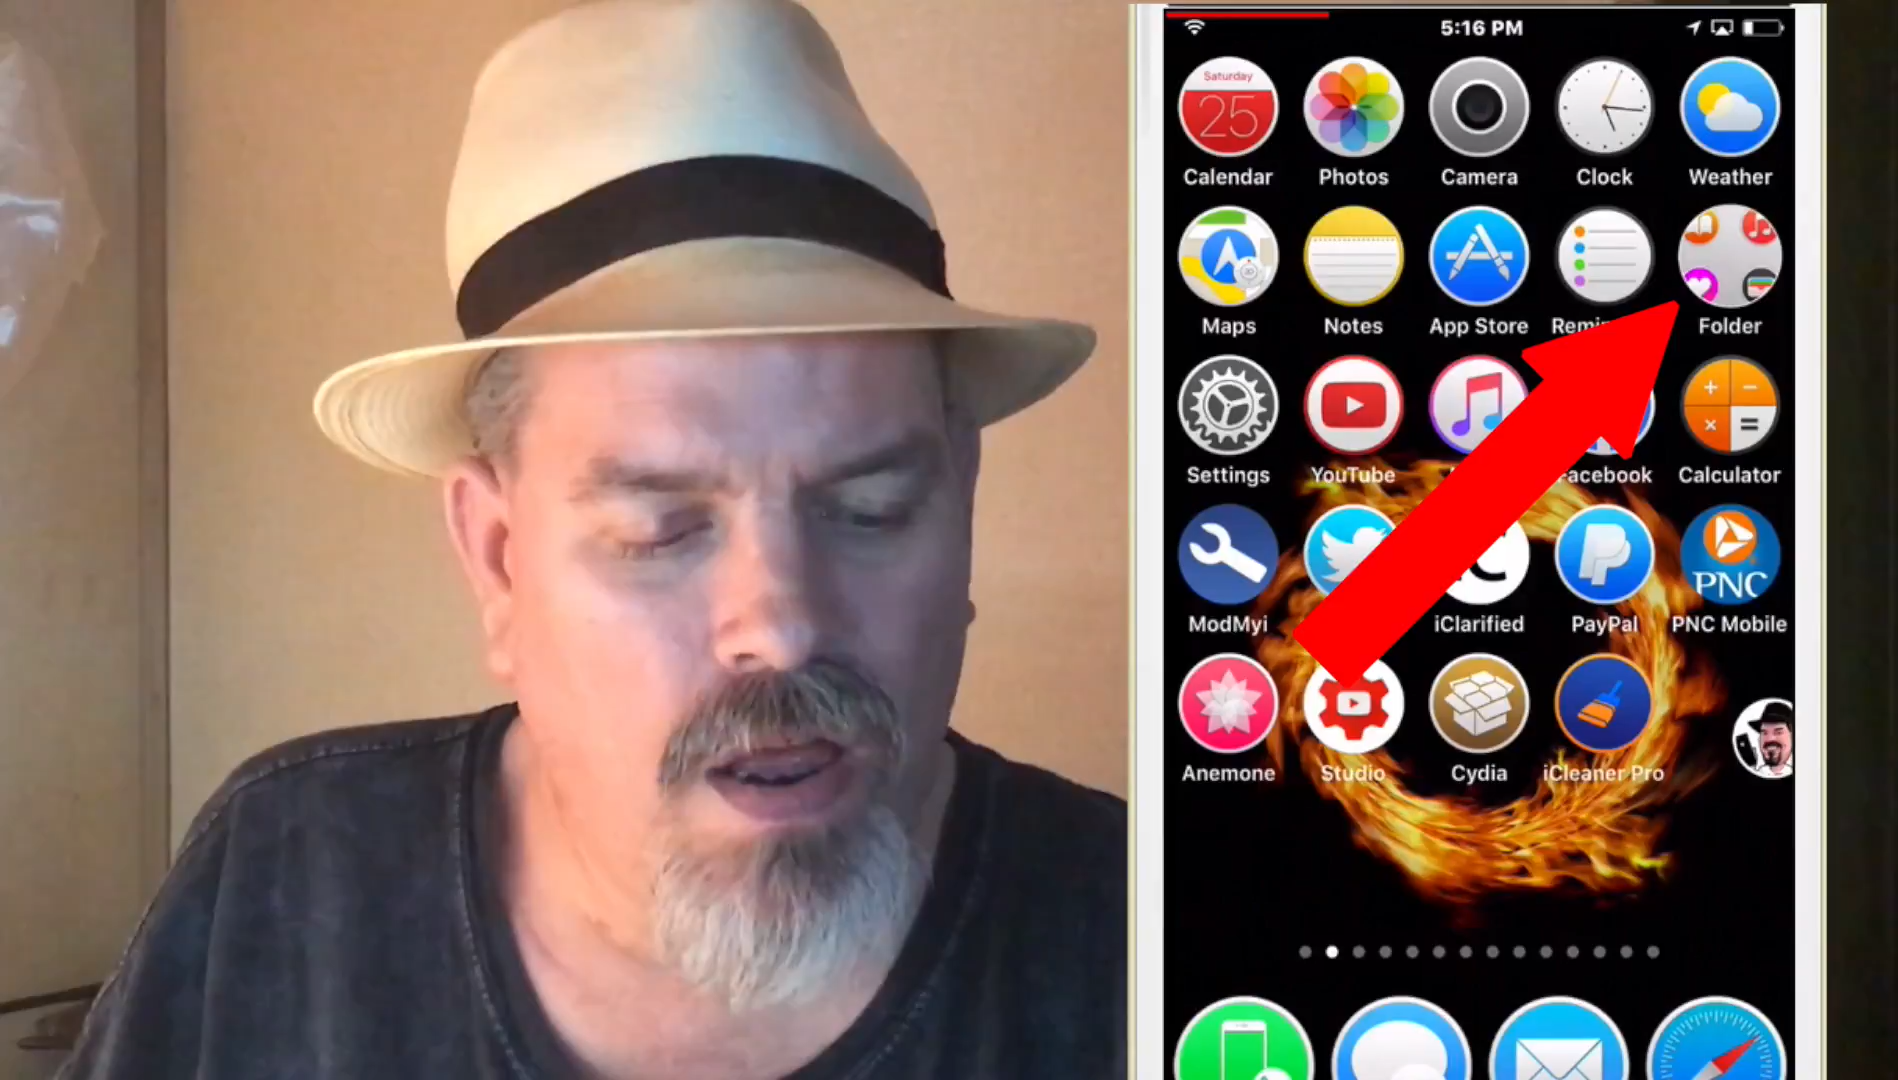 5:16 PM
Saturday
25
Calendar
Photos
Camera
Clock
Weather
Maps
Notes
App Store
Folder
Settings
YouTube
Facebook
Calculator
PNC
ModMyi
iClarified
PayPal
PNC Mobile
Anemone
Studio
Cydia
iCleaner Pro